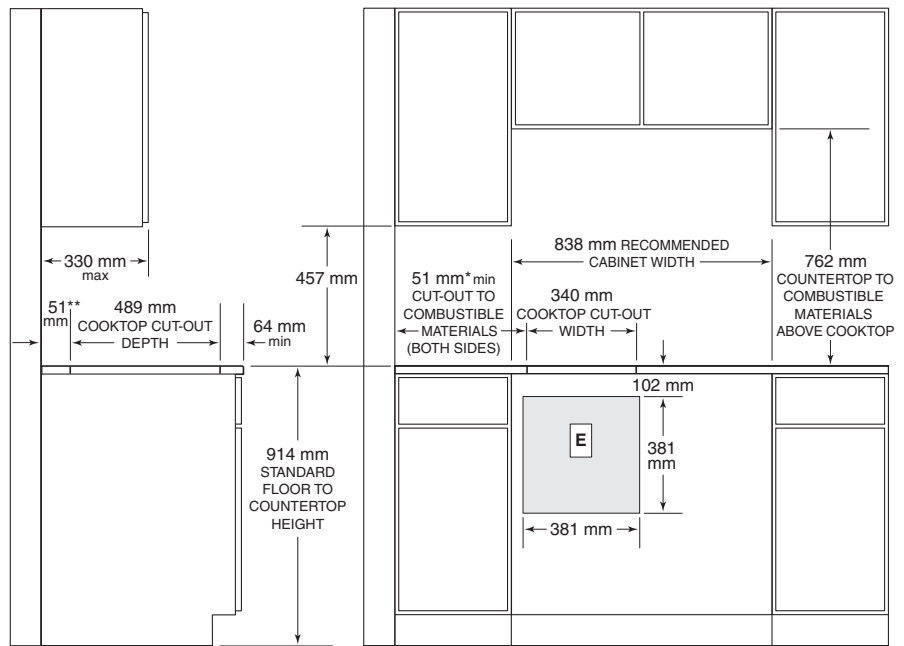 330 mm
max
457 mm
51**
mm
489 mm
COOKTOP CUT-OUT
DEPTH
64 mm
min
914 mm
STANDARD
FLOOR TO
COUNTERTOP
HEIGHT
838 mm RECOMMENDED
CABINET WIDTH
51 mm* min
CUT-OUT TO
COMBUSTIBLE
MATERIALS
(BOTH SIDES)
340 mm
COOKTOP CUT-OUT
WIDTH
762 mm
COUNTERTOP TO
COMBUSTIBLE
MATERIALS
ABOVE COOKTOP
102 mm
E
381
mm
381 mm